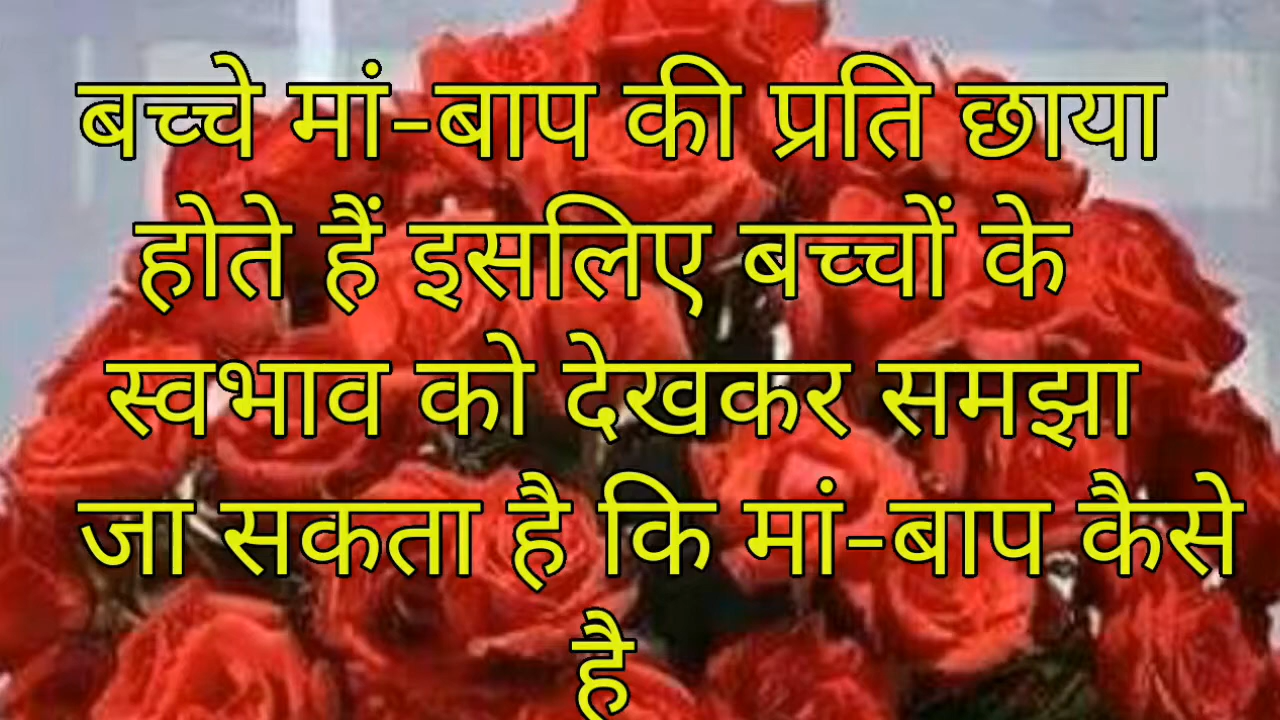 बच्चे मां-बाप की प्रति छाया
होते हैं इसलिए बच्चों के
स्वभाव को देखकर समझा
जा सकता है कि मां-बाप कैसे
है